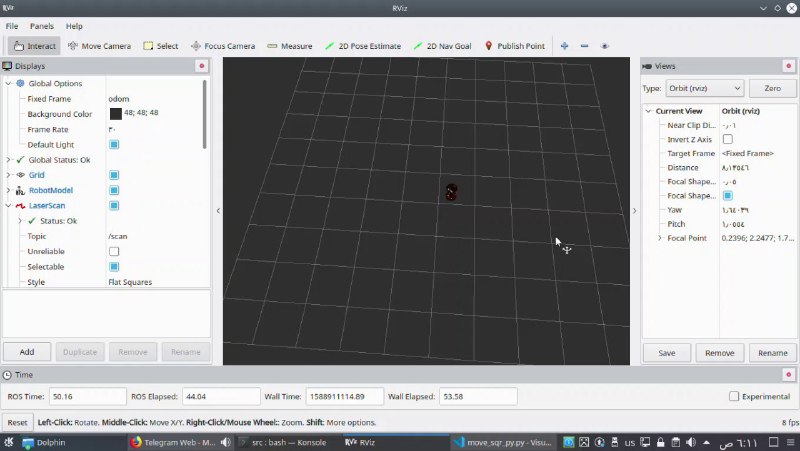 RViz
File Panels Help
Interact Move Camera Select Focus Camera Measure 2D Pose Estimate 2D Nav Goal Publish Point
Displays
Global Options
Fixed Frame odom
Background Color 48; 48; 48
Frame Rate ٣٠
Default Light
Global Status: Ok
Grid
RobotModel
LaserScan
Status: Ok
Topic /scan
Unreliable
Selectable
Style Flat Squares
Add Duplicate Remove Rename
Views
Type: Orbit (rviz) Zero
Current View Orbit (rviz)
Near Clip Di... ٠٫٠١
Invert Z Axis
Target Frame <Fixed Frame>
Distance ٨٫١٣٥٤٦
Focal Shape... ٠٫٠٥
Focal Shape...
Yaw ١٫٦٤٠٣٩
Pitch ١٫٠٥٥٤
Focal Point 0.2396; 2.2477; 1.7...
Save Remove Rename
Time
ROS Time: 50.16 ROS Elapsed: 44.04 Wall Time: 1588911114.89 Wall Elapsed: 53.58 Experimental
Reset Left-Click: Rotate. Middle-Click: Move X/Y. Right-Click/Mouse Wheel:: Zoom. Shift: More options. 8 fps
Dolphin Telegram Web - M... src : bash — Konsole RViz move_sqr_py.py - Visu... US ٦:١١ ص